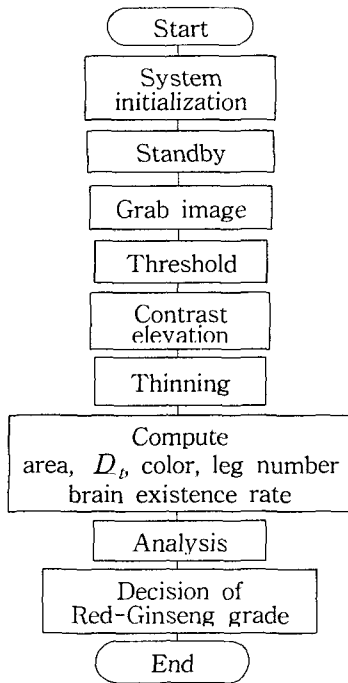 Start
System
initialization
Standby
Grab image
Threshold
Contrast
elevation
Thinning
Compute
area, D_t, color, leg number
brain existence rate
Analysis
Decision of
Red-Ginseng grade
End